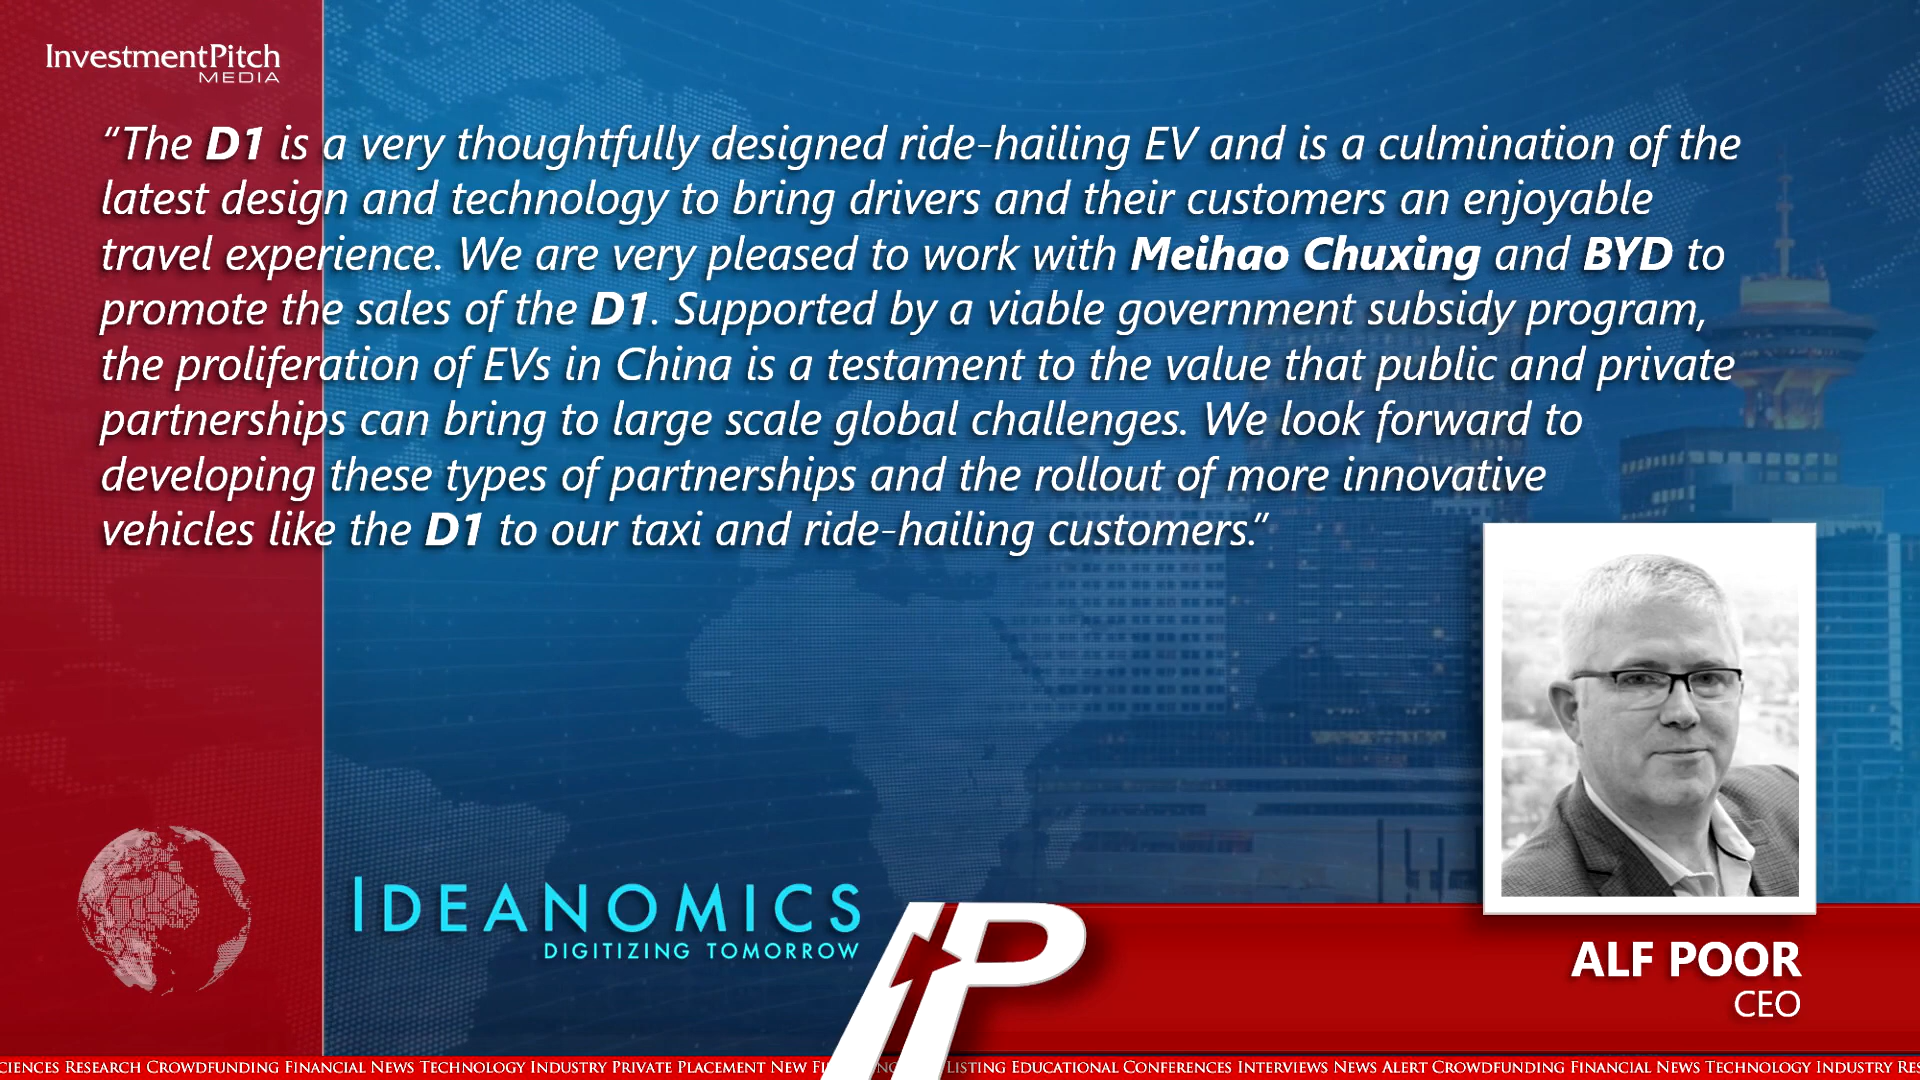 InvestmentPitch
MEDIA
“The D1 is a very thoughtfully designed ride-hailing EV and is a culmination of the
latest design and technology to bring drivers and their customers an enjoyable
travel experience. We are very pleased to work with Meihao Chuxing and BYD to
promote the sales of the D1. Supported by a viable government subsidy program,
the proliferation of EVs in China is a testament to the value that public and private
partnerships can bring to large scale global challenges. We look forward to
developing these types of partnerships and the rollout of more innovative
vehicles like the D1 to our taxi and ride-hailing customers.”
IDEANOMICS
DIGITIZING TOMORROW
IP
ALF POOR
CEO
RESEARCH CROWDFUNDING FINANCIAL NEWS TECHNOLOGY INDUSTRY PRIVATE PLACEMENT NEW LISTING EDUCATIONAL CONFERENCES INTERVIEWS NEWS ALERT CROWDFUNDING FINANCIAL NEWS TECHNOLOGY INDUSTRY